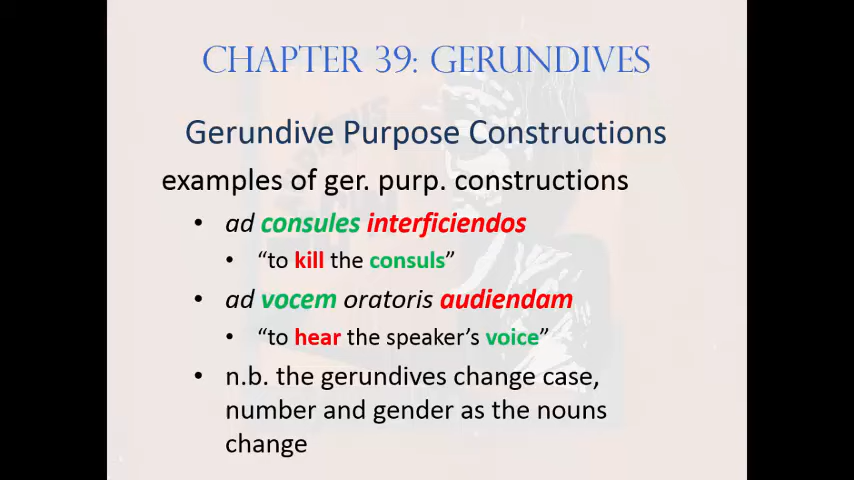 CHAPTER 39: GERUNDIVES
Gerundive Purpose Constructions
examples of ger. purp. constructions
• ad consules interficiendos
• “to kill the consuls”
• ad vocem oratoris audiendam
• “to hear the speaker’s voice”
• n.b. the gerundives change case,
number and gender as the nouns
change